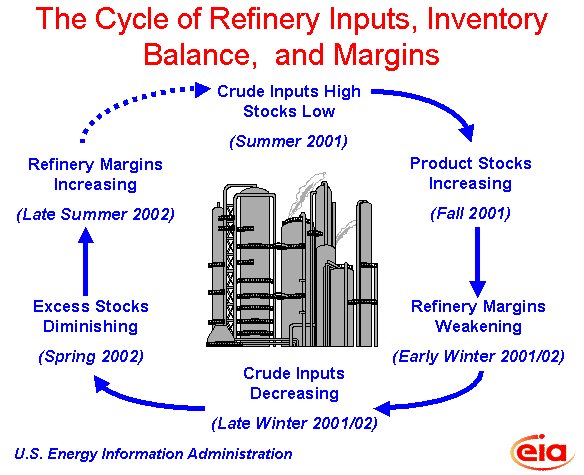 The Cycle of Refinery Inputs, Inventory
Balance, and Margins
Crude Inputs High
Stocks Low
(Summer 2001)
Product Stocks
Increasing
(Fall 2001)
Refinery Margins
Weakening
(Early Winter 2001/02)
Crude Inputs
Decreasing
(Late Winter 2001/02)
Excess Stocks
Diminishing
(Spring 2002)
Refinery Margins
Increasing
(Late Summer 2002)
U.S. Energy Information Administration
eia